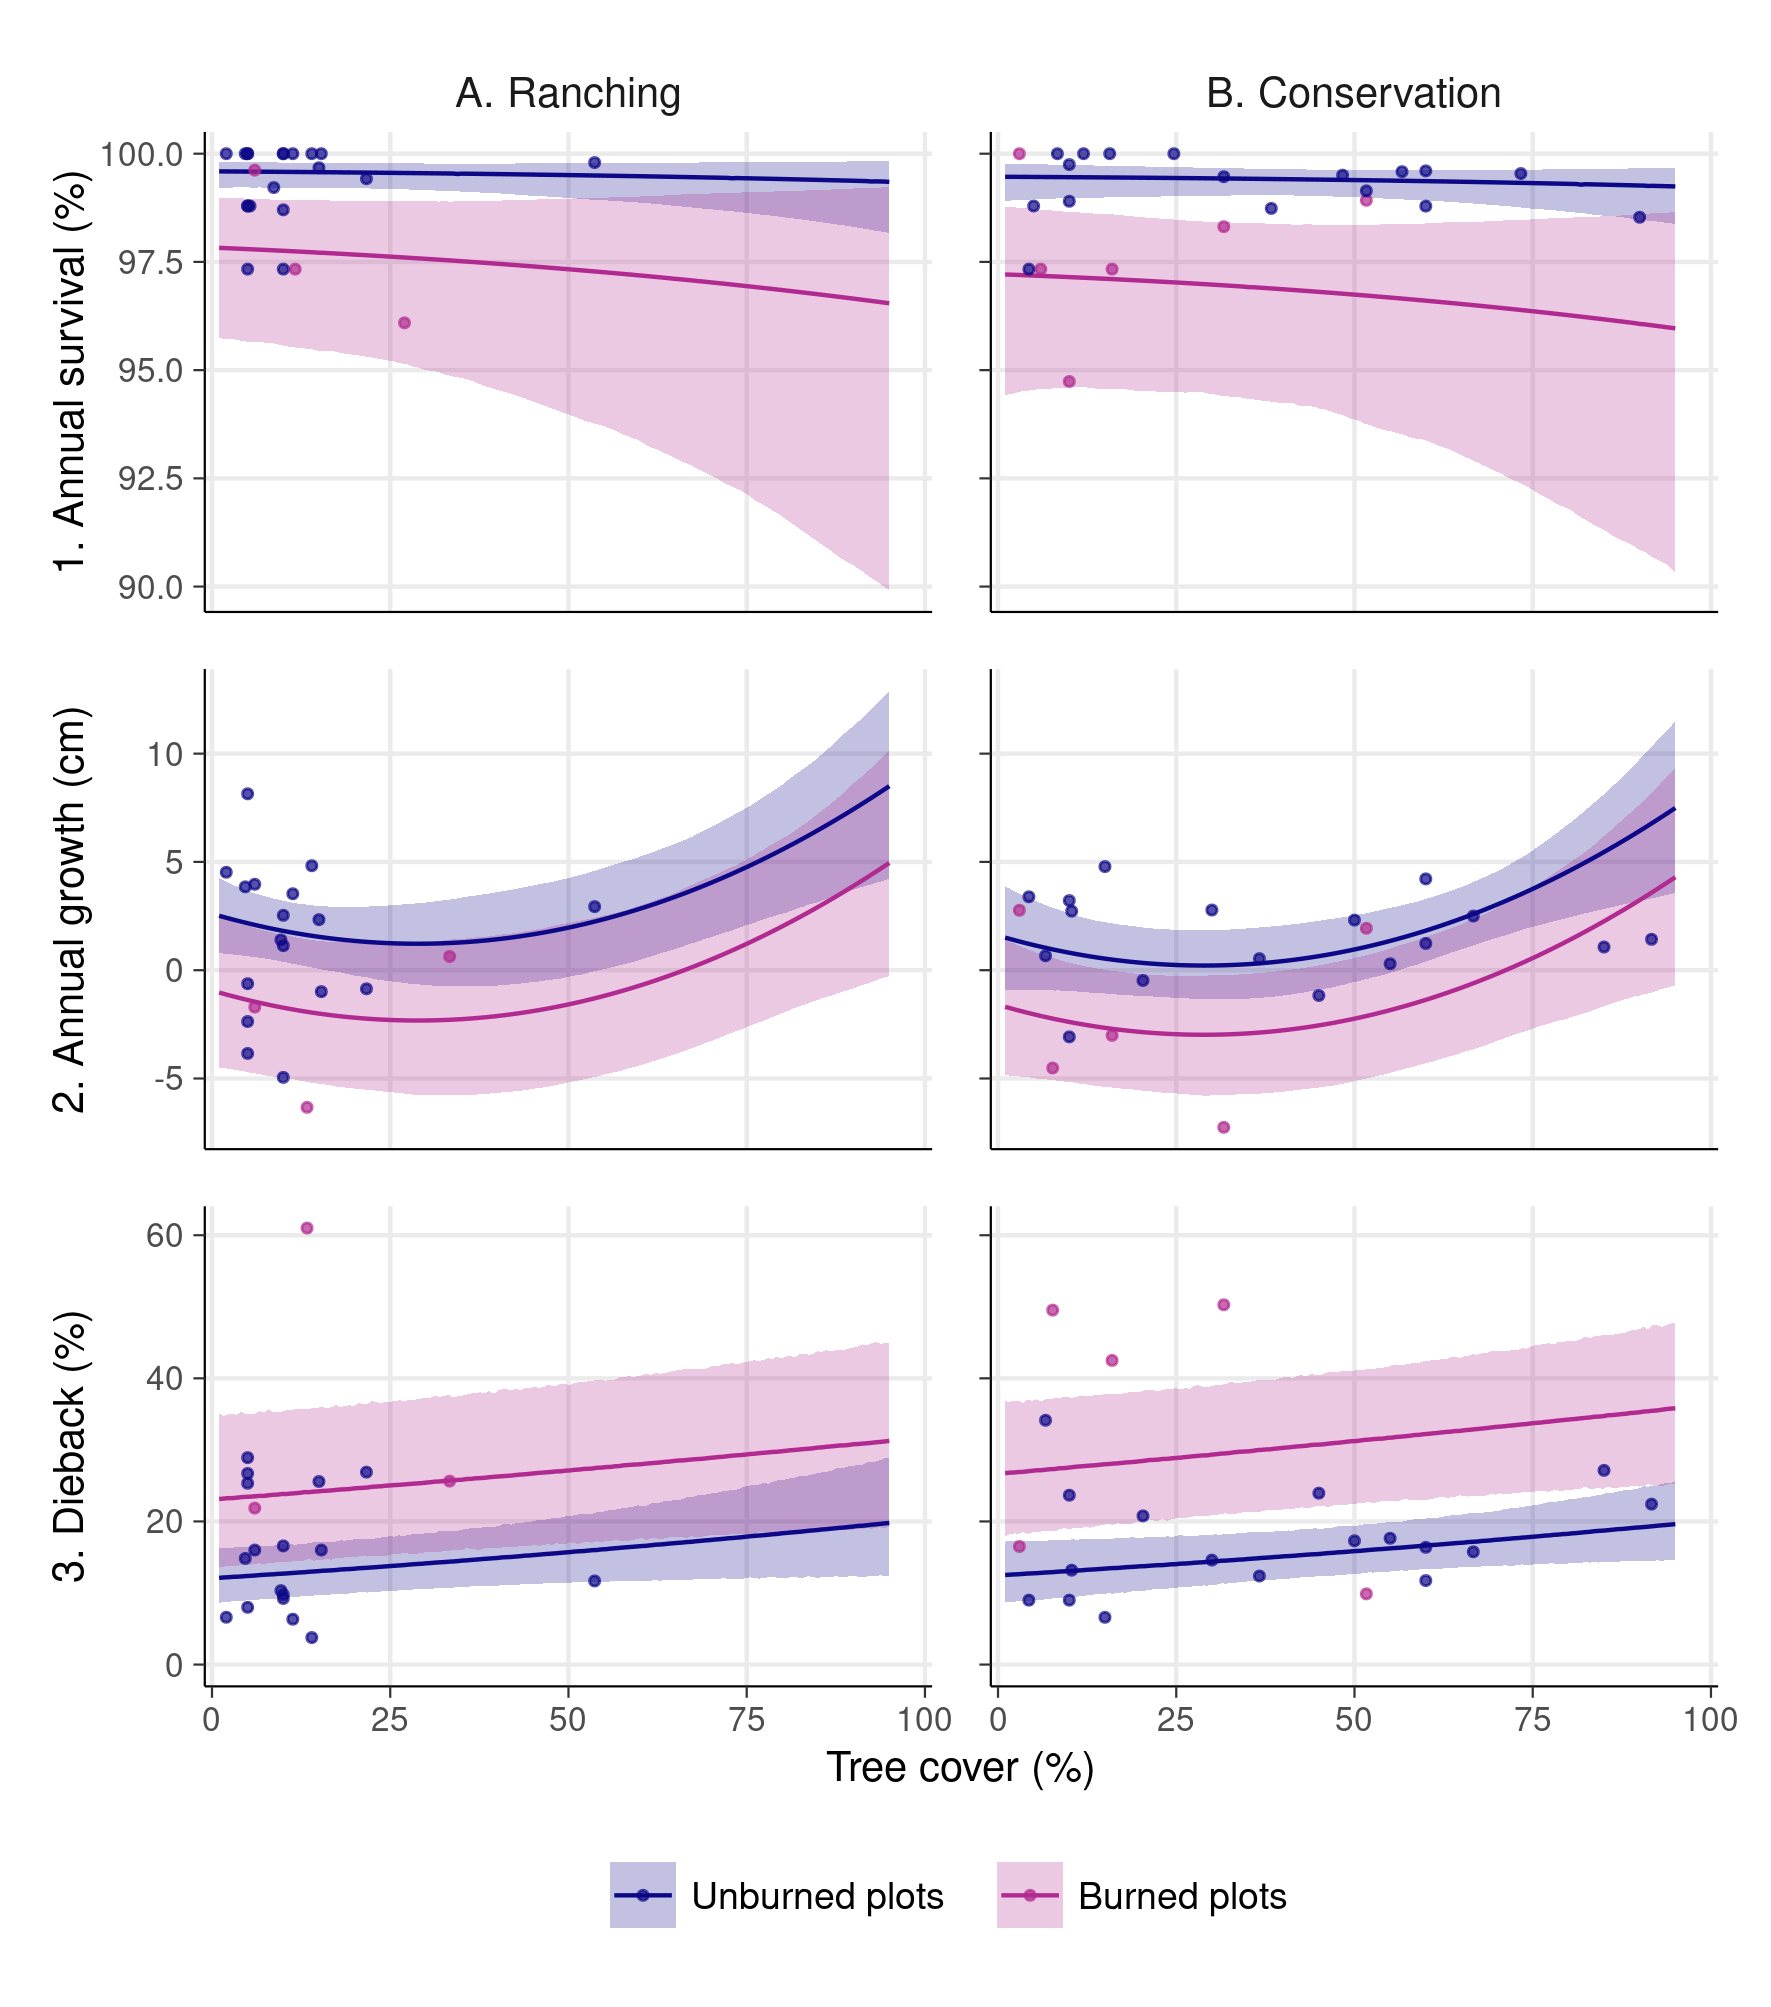 A. Ranching
B. Conservation
1. Annual survival (%)
100.0
97.5
95.0
92.5
90.0
2. Annual growth (cm)
10
5
0
-5
3. Dieback (%)
60
40
20
0
0 25 50 75 100
0 25 50 75 100
Tree cover (%)
Unburned plots
Burned plots